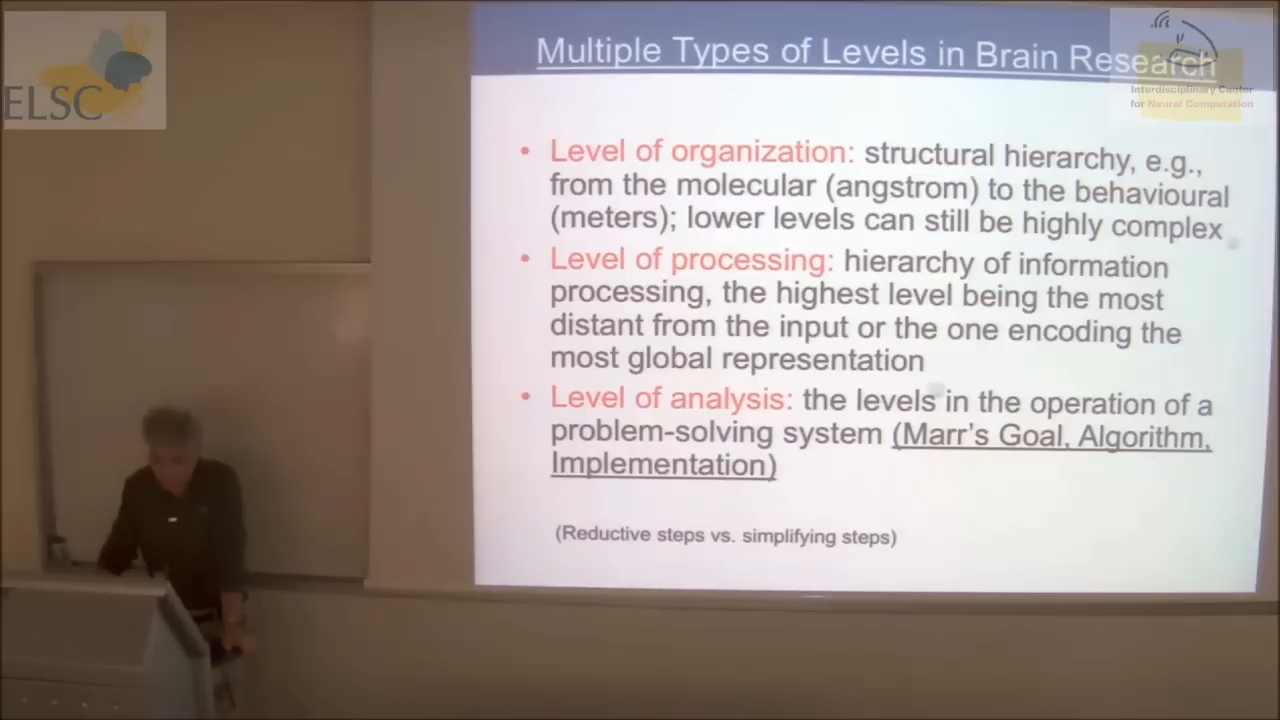 ELSC
Multiple Types of Levels in Brain Research
Interdisciplinary Center
for Neural Computation
• Level of organization: structural hierarchy, e.g.,
from the molecular (angstrom) to the behavioural
(meters); lower levels can still be highly complex
• Level of processing: hierarchy of information
processing, the highest level being the most
distant from the input or the one encoding the
most global representation
• Level of analysis: the levels in the operation of a
problem-solving system (Marr's Goal, Algorithm,
Implementation)
(Reductive steps vs. simplifying steps)